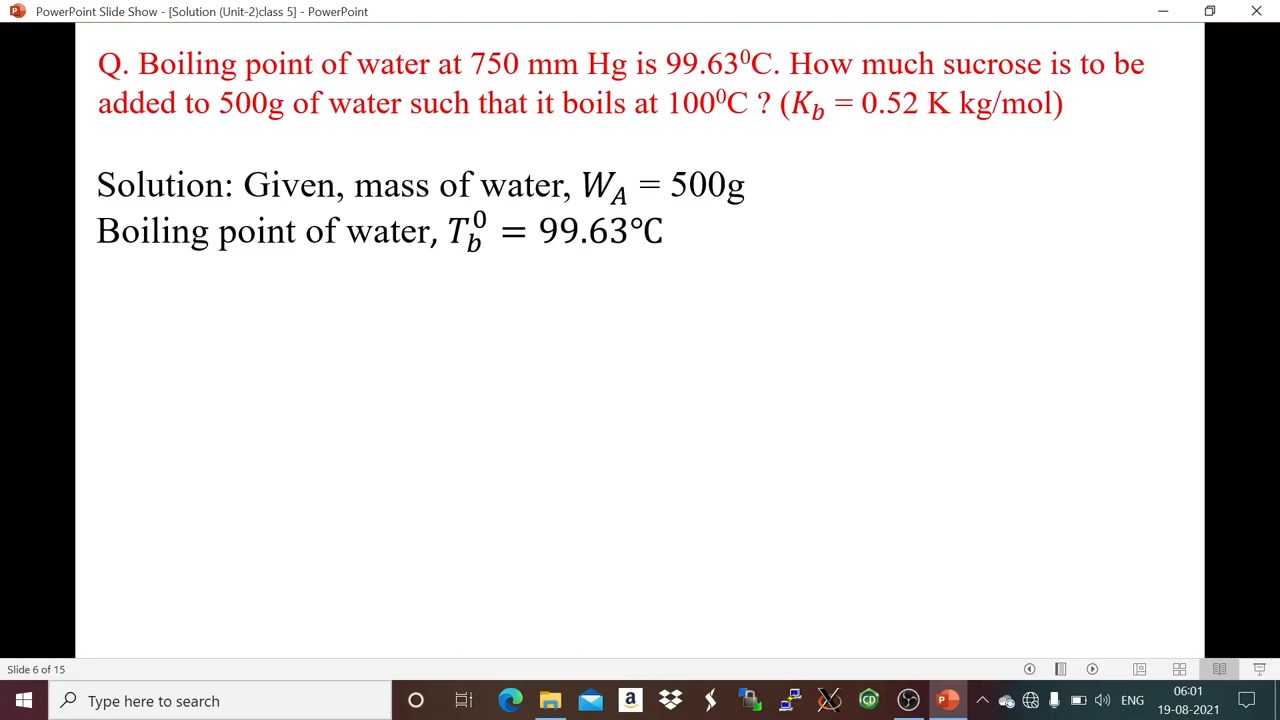 PowerPoint Slide Show - [Solution (Unit-2)class 5] - PowerPoint
Q. Boiling point of water at 750 mm Hg is 99.63⁰C. How much sucrose is to be
added to 500g of water such that it boils at 100⁰C ? (K_b = 0.52 K kg/mol)
Solution: Given, mass of water, W_A = 500g
Boiling point of water, T_b^0 = 99.63°C
Slide 6 of 15
Type here to search
ENG
06:01
19-08-2021